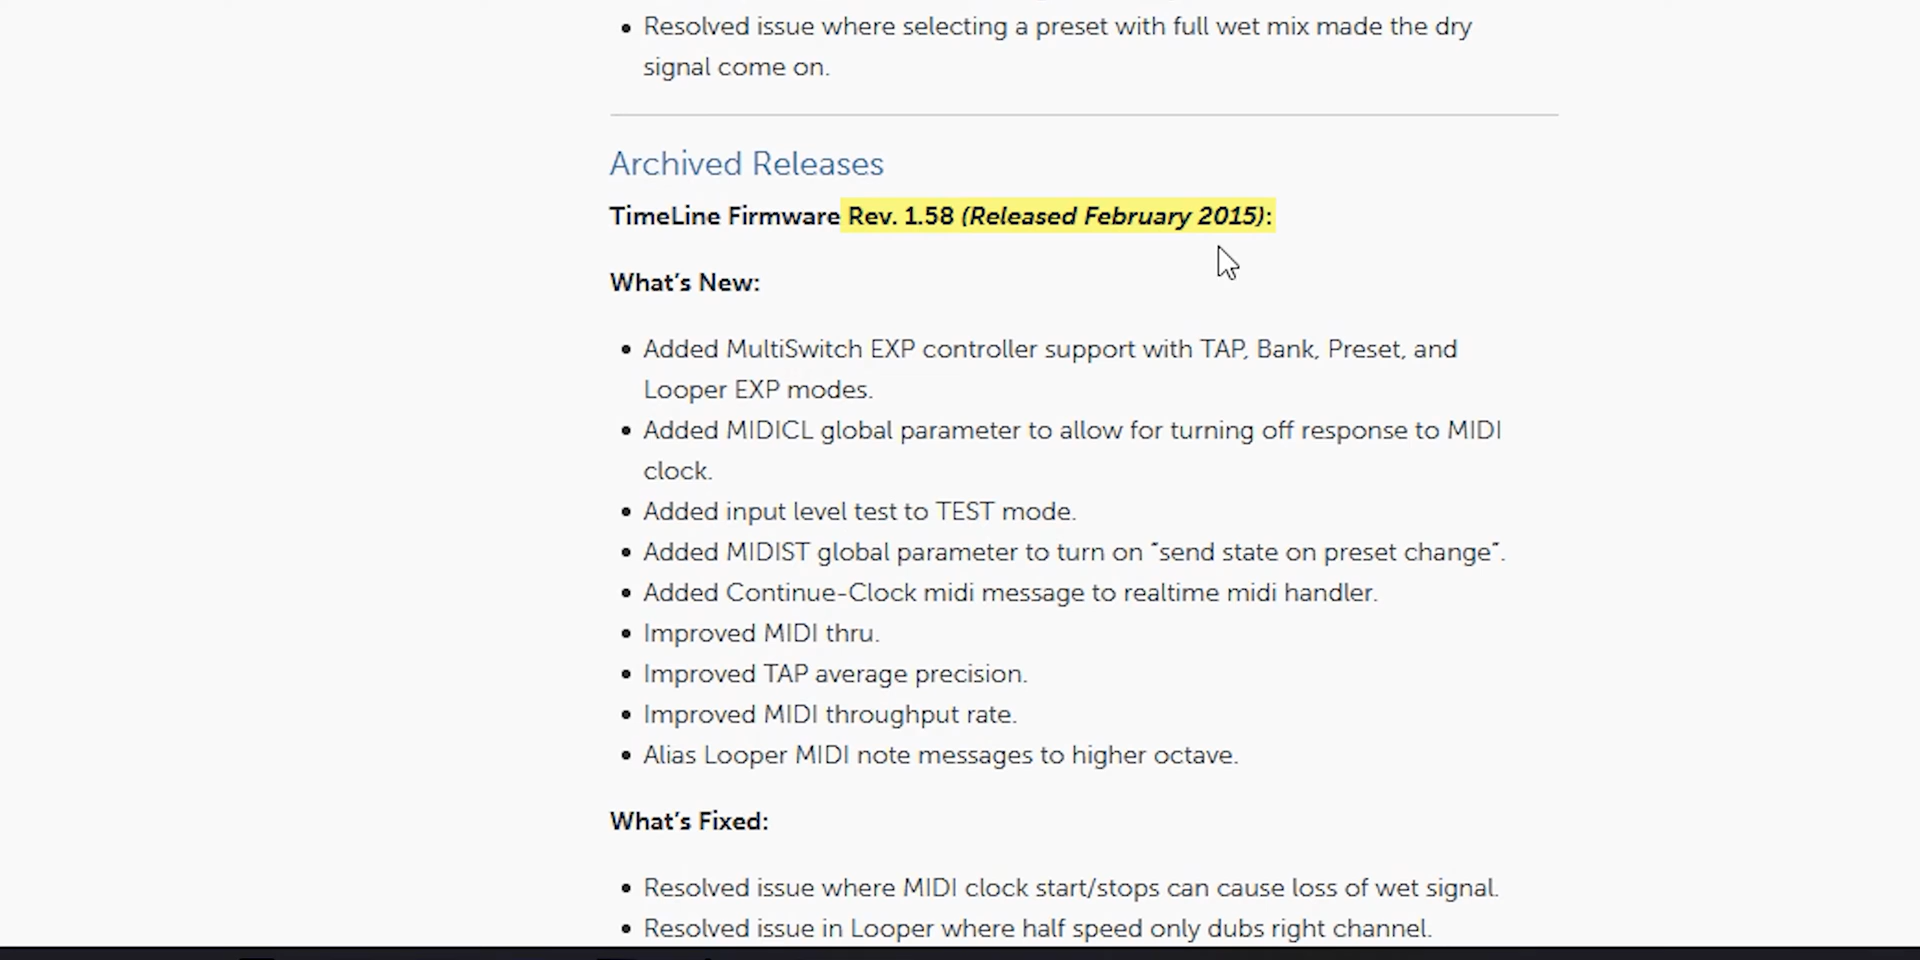 • Resolved issue where selecting a preset with full wet mix made the dry
signal come on.
Archived Releases
TimeLine Firmware Rev. 1.58 (Released February 2015):
What’s New:
• Added MultiSwitch EXP controller support with TAP, Bank, Preset, and
Looper EXP modes.
• Added MIDICL global parameter to allow for turning off response to MIDI
clock.
• Added input level test to TEST mode.
• Added MIDIST global parameter to turn on “send state on preset change”.
• Added Continue-Clock midi message to realtime midi handler.
• Improved MIDI thru.
• Improved TAP average precision.
• Improved MIDI throughput rate.
• Alias Looper MIDI note messages to higher octave.
What’s Fixed:
• Resolved issue where MIDI clock start/stops can cause loss of wet signal.
• Resolved issue in Looper where half speed only dubs right channel.